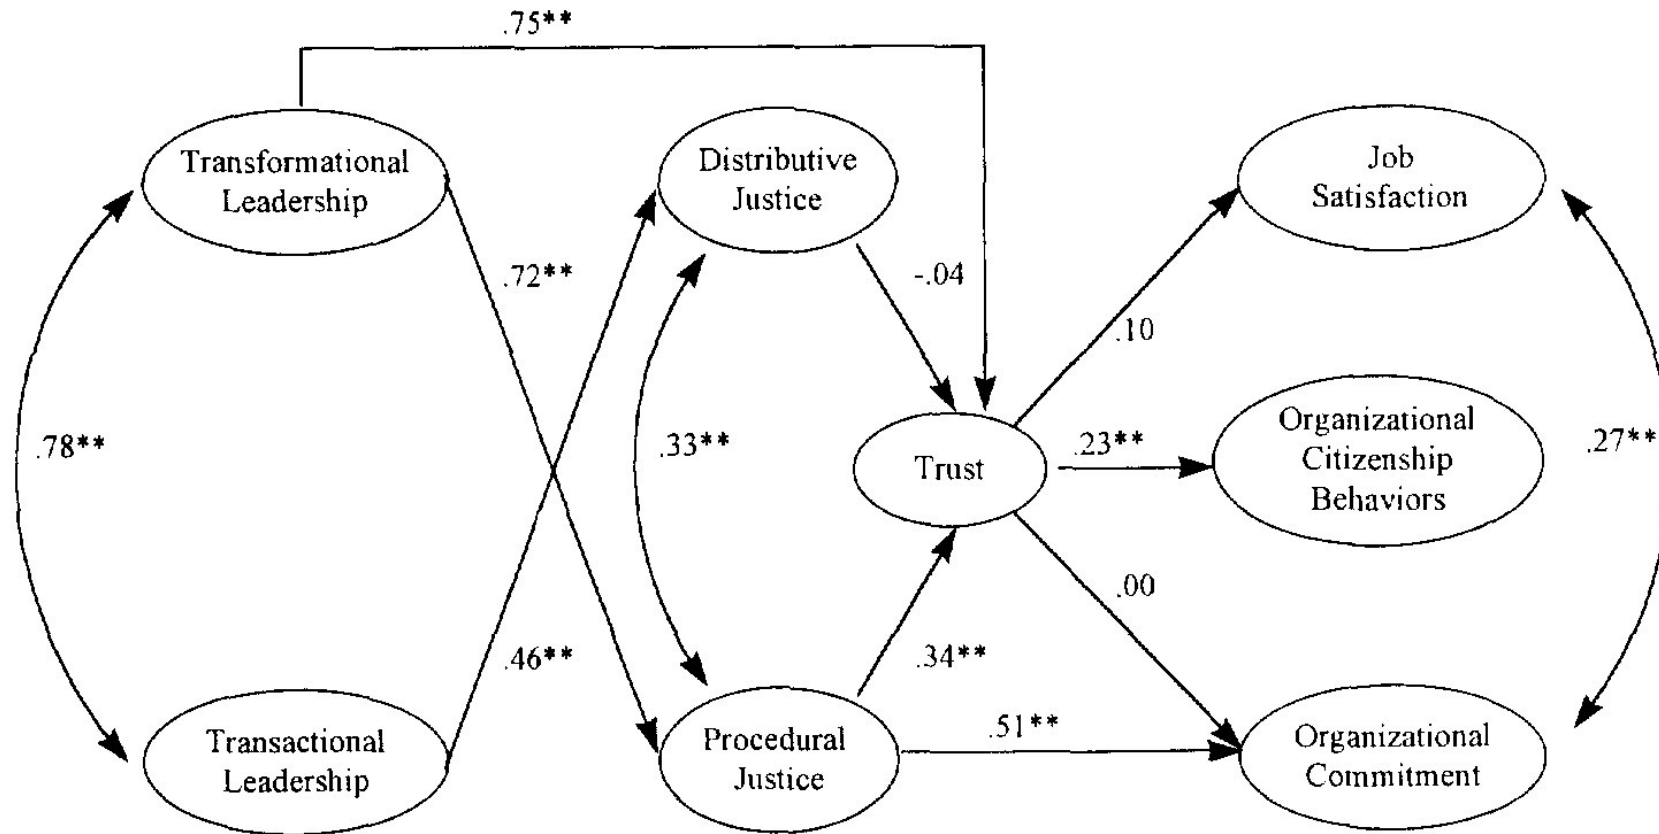 .75**
Transformational
Leadership
Distributive
Justice
Job
Satisfaction
.72**
-.04
.10
.78**
.33**
Trust
.23**
Organizational
Citizenship
Behaviors
.27**
.00
.46**
.34**
.51**
Transactional
Leadership
Procedural
Justice
Organizational
Commitment